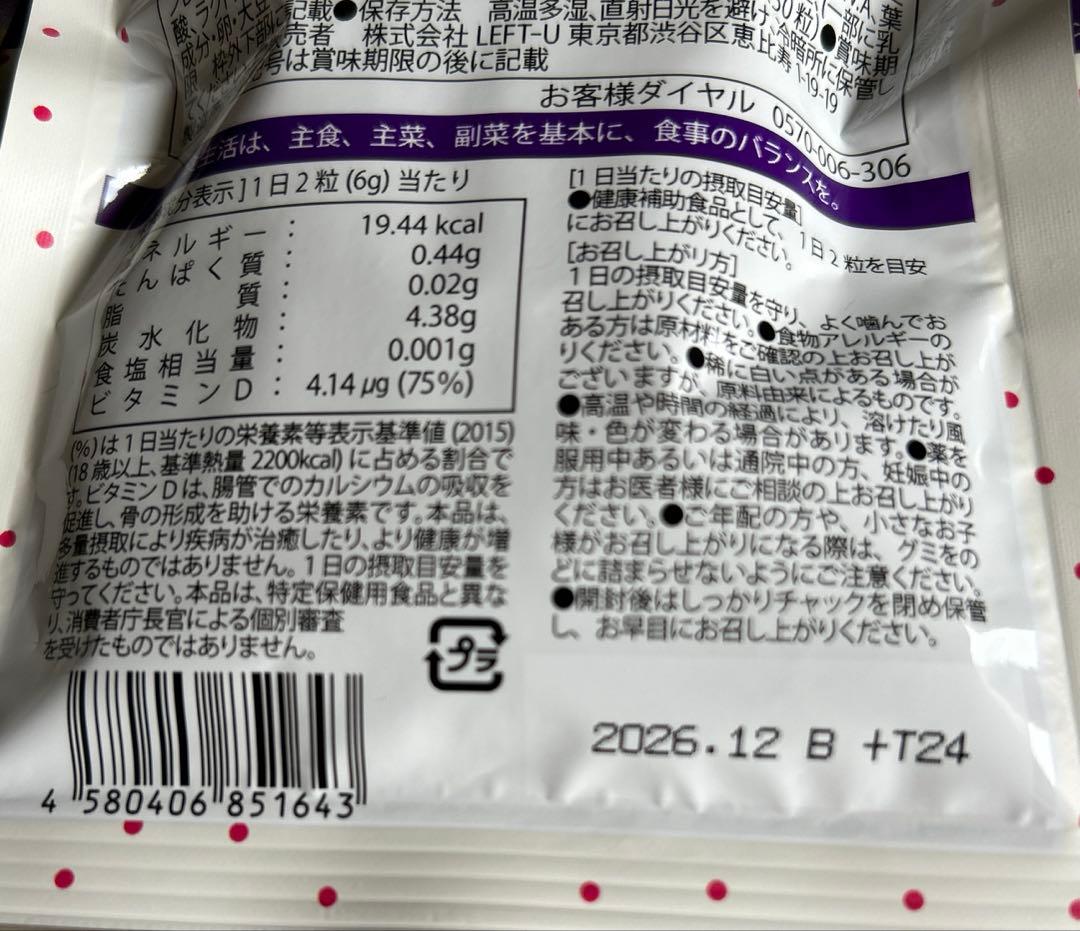 酸、
成分・卵・大豆
記載●保存方法 高温多湿、直射日光を避け、冷暗所に保管し
売者 株式会社 LEFT-U 東京都渋谷区恵比寿 1-19-19
号は賞味期限の後に記載
●賞味期
お客様ダイヤル 0570-006-306
生活は、主食、主菜、副菜を基本に、食事のバランスを。
分表示]1日2粒(6g)当たり
ネルギー: 19.44 kcal
んぱく質: 0.44g
脂質: 0.02g
炭水化物: 4.38g
食塩相当量: 0.001g
ビタミンD: 4.14 μg (75%)
(%)は1日当たりの栄養素等表示基準値(2015)
(18歳以上、基準熱量 2200kcal)に占める割合で
す。ビタミンDは、腸管でのカルシウムの吸収を
促進し、骨の形成を助ける栄養素です。本品は、
多量摂取により疾病が治癒したり、より健康が増
進するものではありません。1日の摂取目安量を
守ってください。本品は、特定保健用食品と異な
り、消費者庁長官による個別審査
を受けたものではありません。
プラ
4 580406 851643
[1日当たりの摂取目安量]
●健康補助食品として、1日2粒を目安
にお召し上がりください。
[お召し上がり方]
1日の摂取目安量を守り、よく噛んでお
召し上がりください。●食物アレルギーの
ある方は原材料をご確認の上お召し上が
りください。●稀に白い点がある場合が
ございますが、原料由来によるものです。
●高温や時間の経過により、溶けたり風
味・色が変わる場合があります。●薬を
服用中あるいは通院中の方、妊娠中の
方はお医者様にご相談の上お召し上がり
ください。●ご年配の方や、小さなお子
様がお召し上がりになる際は、グミをの
どに詰まらせないようにご注意ください。
●開封後はしっかりチャックを閉め保管
し、お早目にお召し上がりください。
2026.12 B +T24